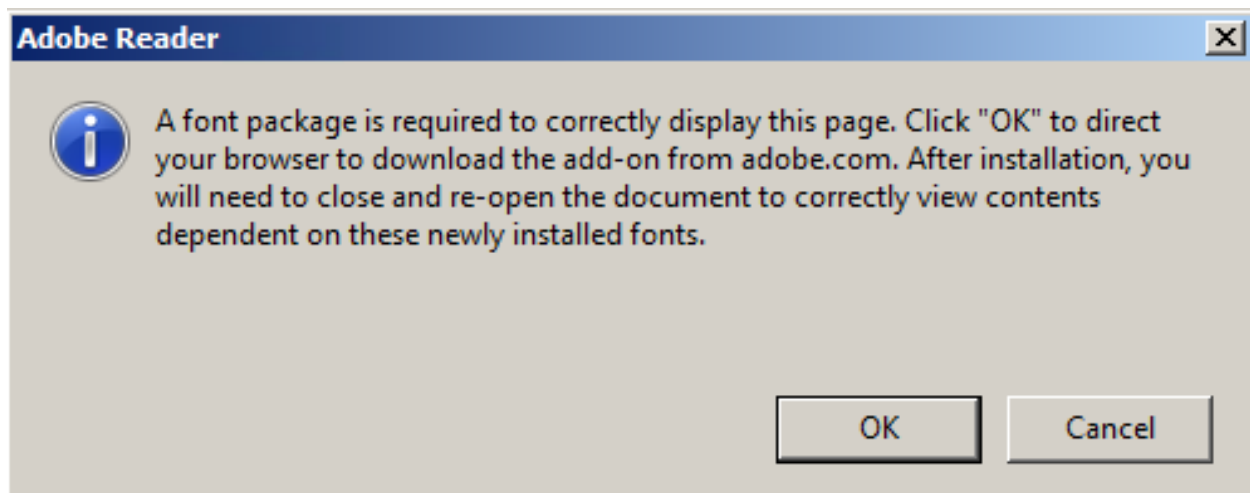 Adobe Reader
A font package is required to correctly display this page. Click "OK" to direct
your browser to download the add-on from adobe.com. After installation, you
will need to close and re-open the document to correctly view contents
dependent on these newly installed fonts.
OK
Cancel